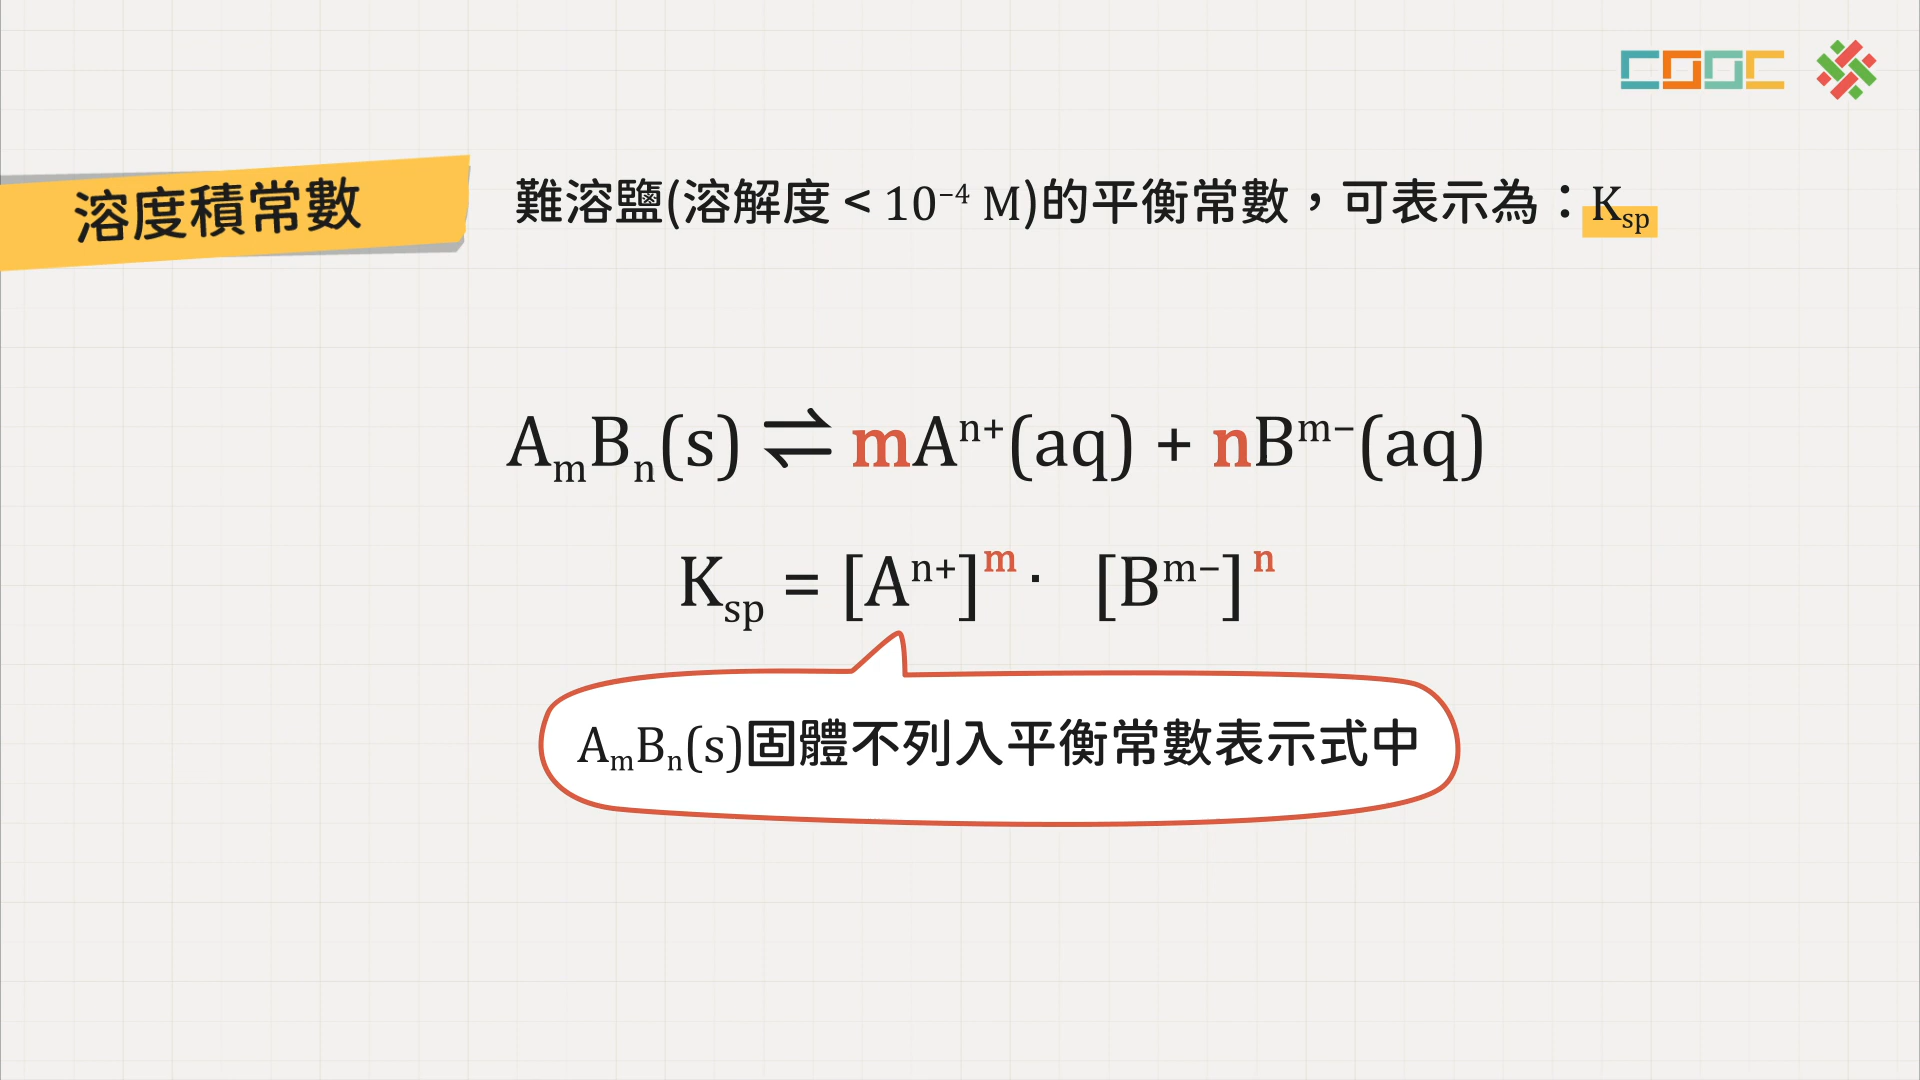 COOC
溶度積常數
難溶鹽(溶解度 < 10⁻⁴ M)的平衡常數，可表示為：Kₛₚ
AₘBₙ(s) ⇌ mAⁿ⁺(aq) + nBᵐ⁻(aq)
Kₛₚ = [Aⁿ⁺]ᵐ · [Bᵐ⁻]ⁿ
AₘBₙ(s)固體不列入平衡常數表示式中